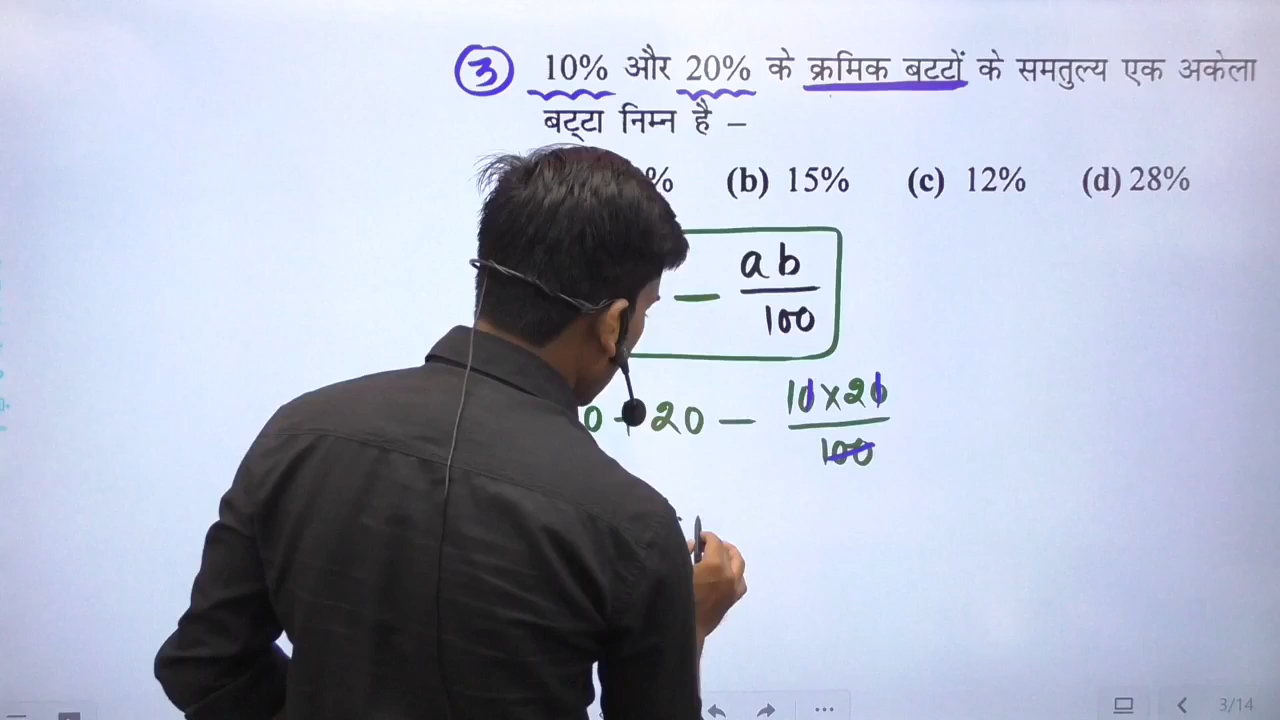 3 10% और 20% के क्रमिक बटटों के समतुल्य एक अकेला
बट्टा निम्न है –
% (b) 15% (c) 12% (d) 28%
— ab/100
0 + 20 — 10×20/100
3/14